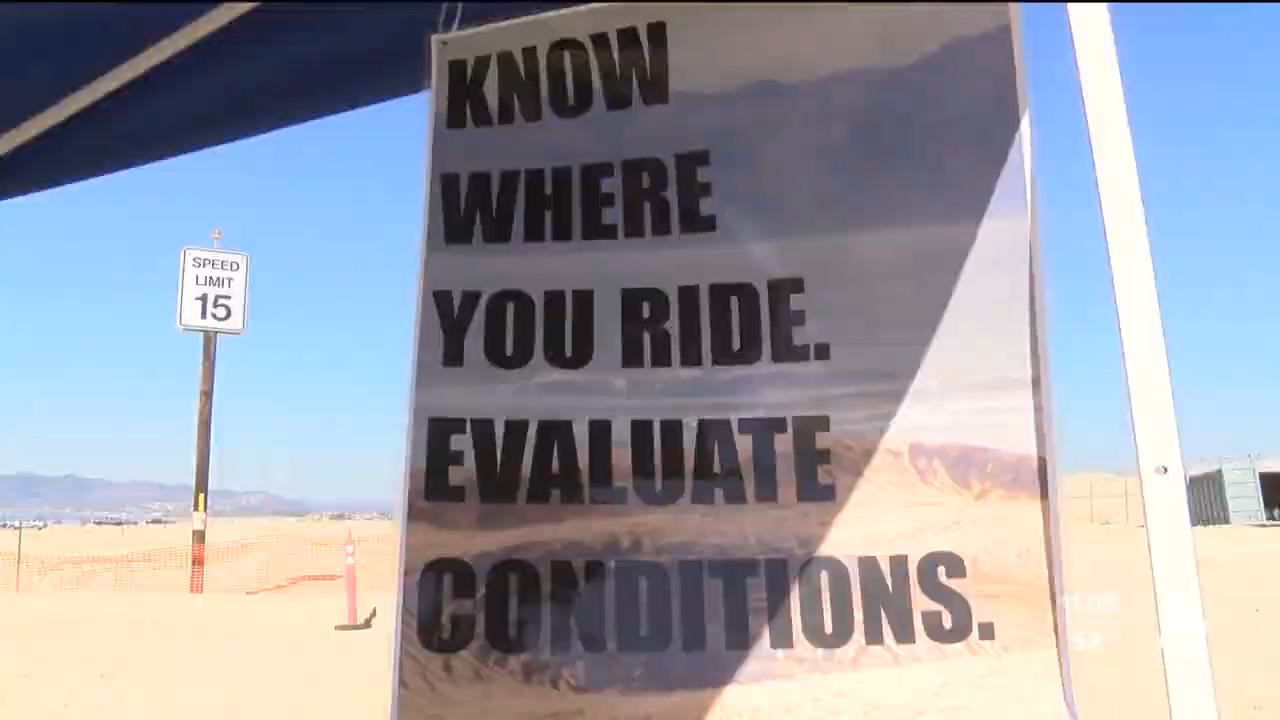 SPEED
LIMIT
15
KNOW
WHERE
YOU RIDE.
EVALUATE
CONDITIONS.